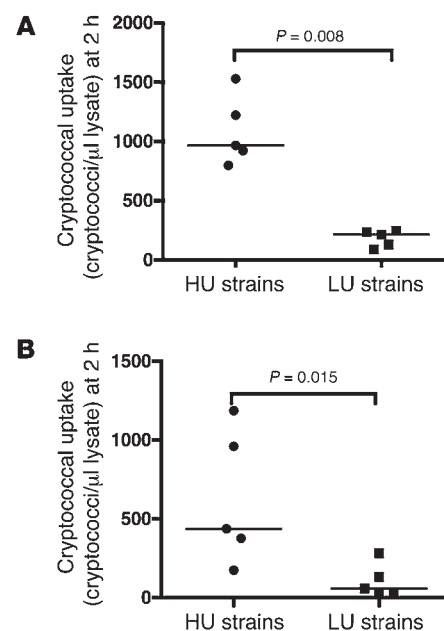 A
Cryptococcal uptake
(cryptococci/µl lysate) at 2 h
2000
1500
1000
500
0
P = 0.008
HU strains
LU strains
B
Cryptococcal uptake
(cryptococci/µl lysate) at 2 h
1500
1000
500
0
P = 0.015
HU strains
LU strains